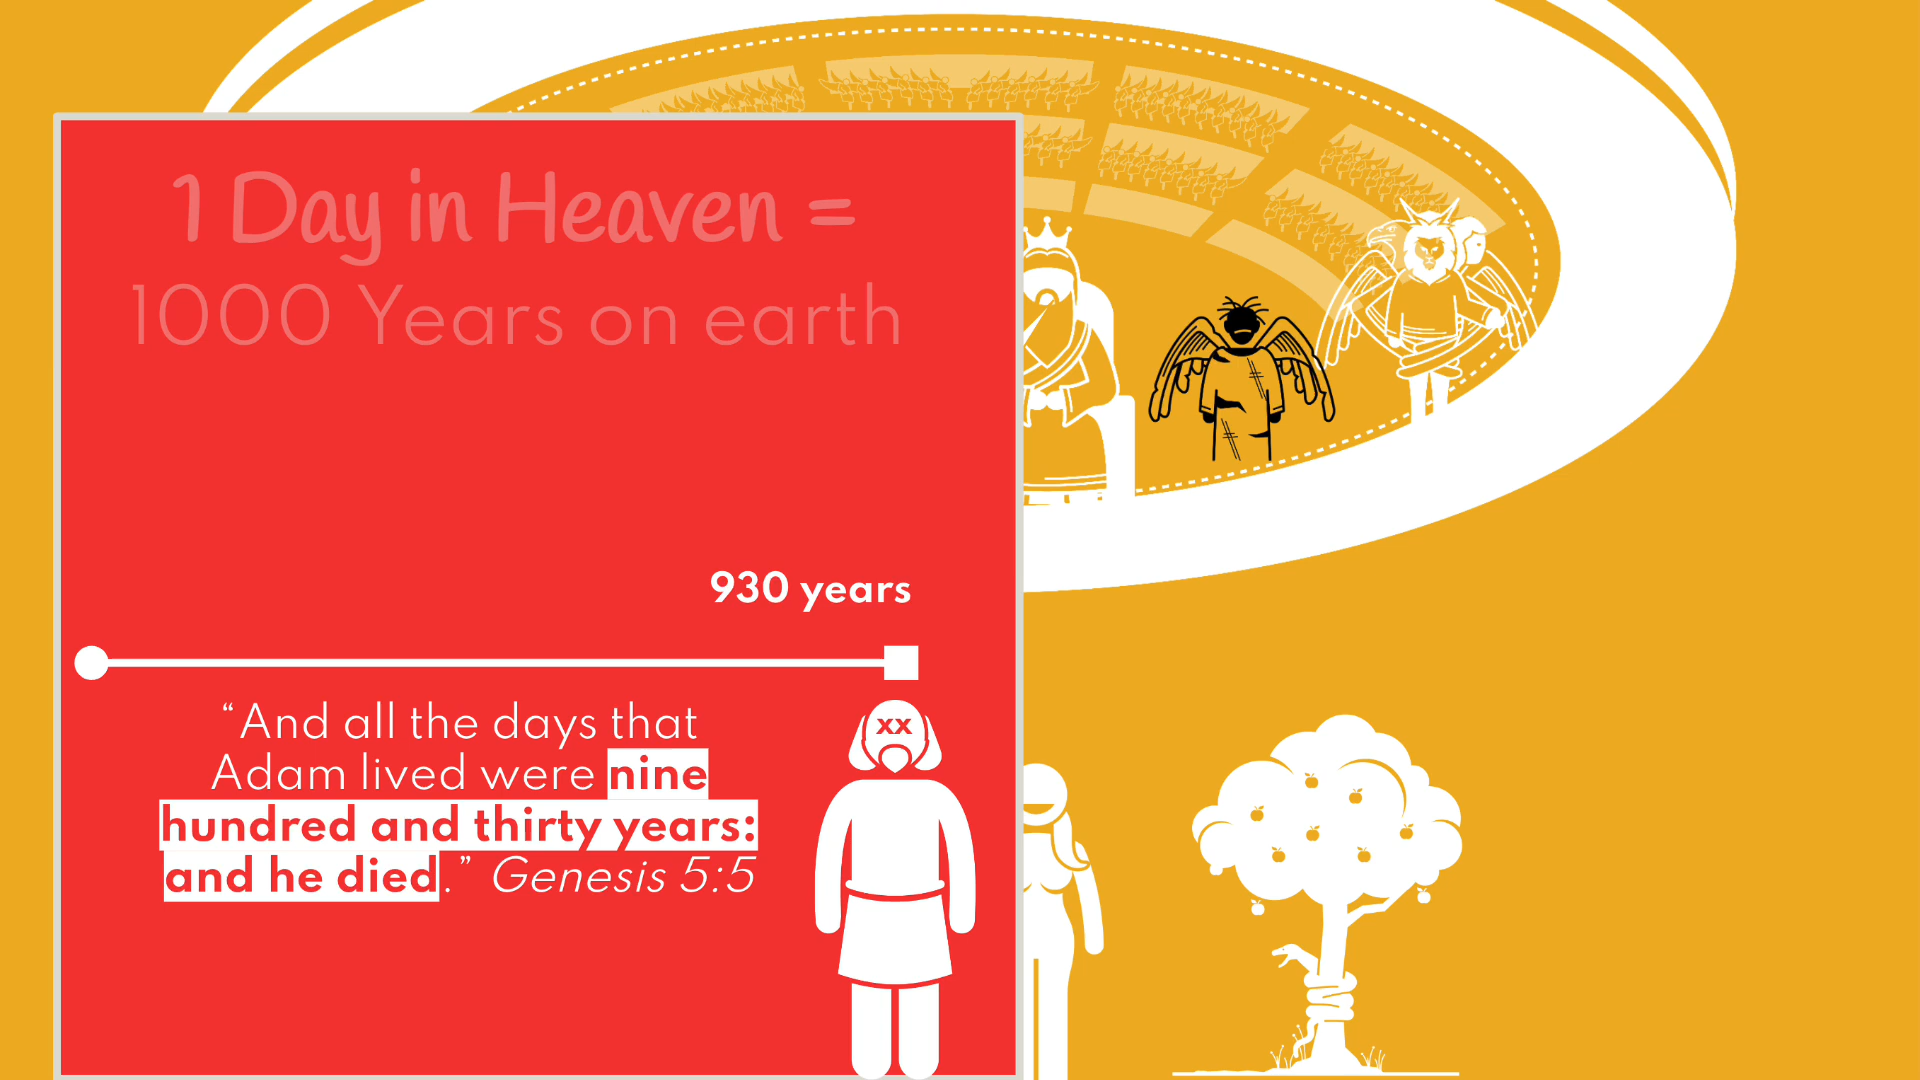 1 Day in Heaven =
1000 Years on earth
930 years
“And all the days that
Adam lived were nine
hundred and thirty years:
and he died.” Genesis 5:5
xx